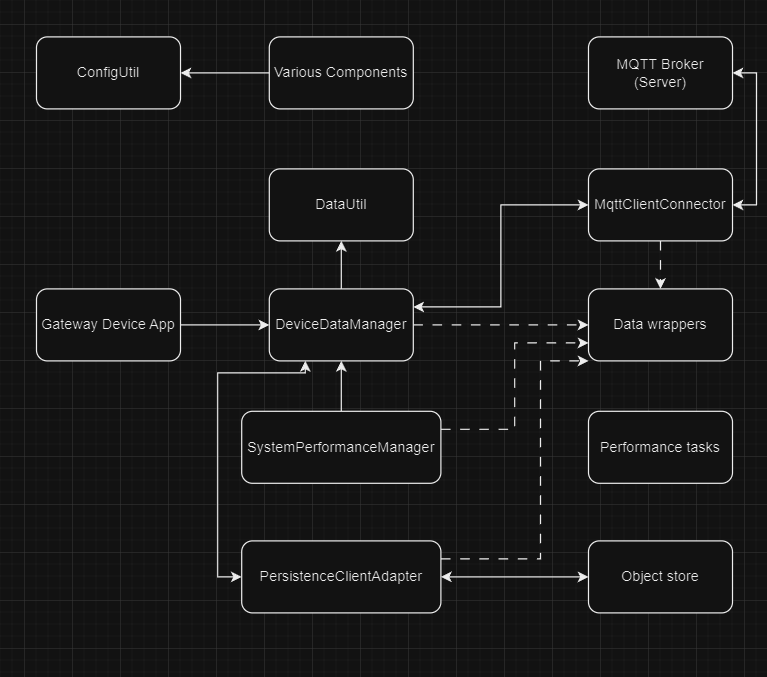 ConfigUtil
Various Components
MQTT Broker
(Server)
DataUtil
MqttClientConnector
Gateway Device App
DeviceDataManager
Data wrappers
SystemPerformanceManager
Performance tasks
PersistenceClientAdapter
Object store